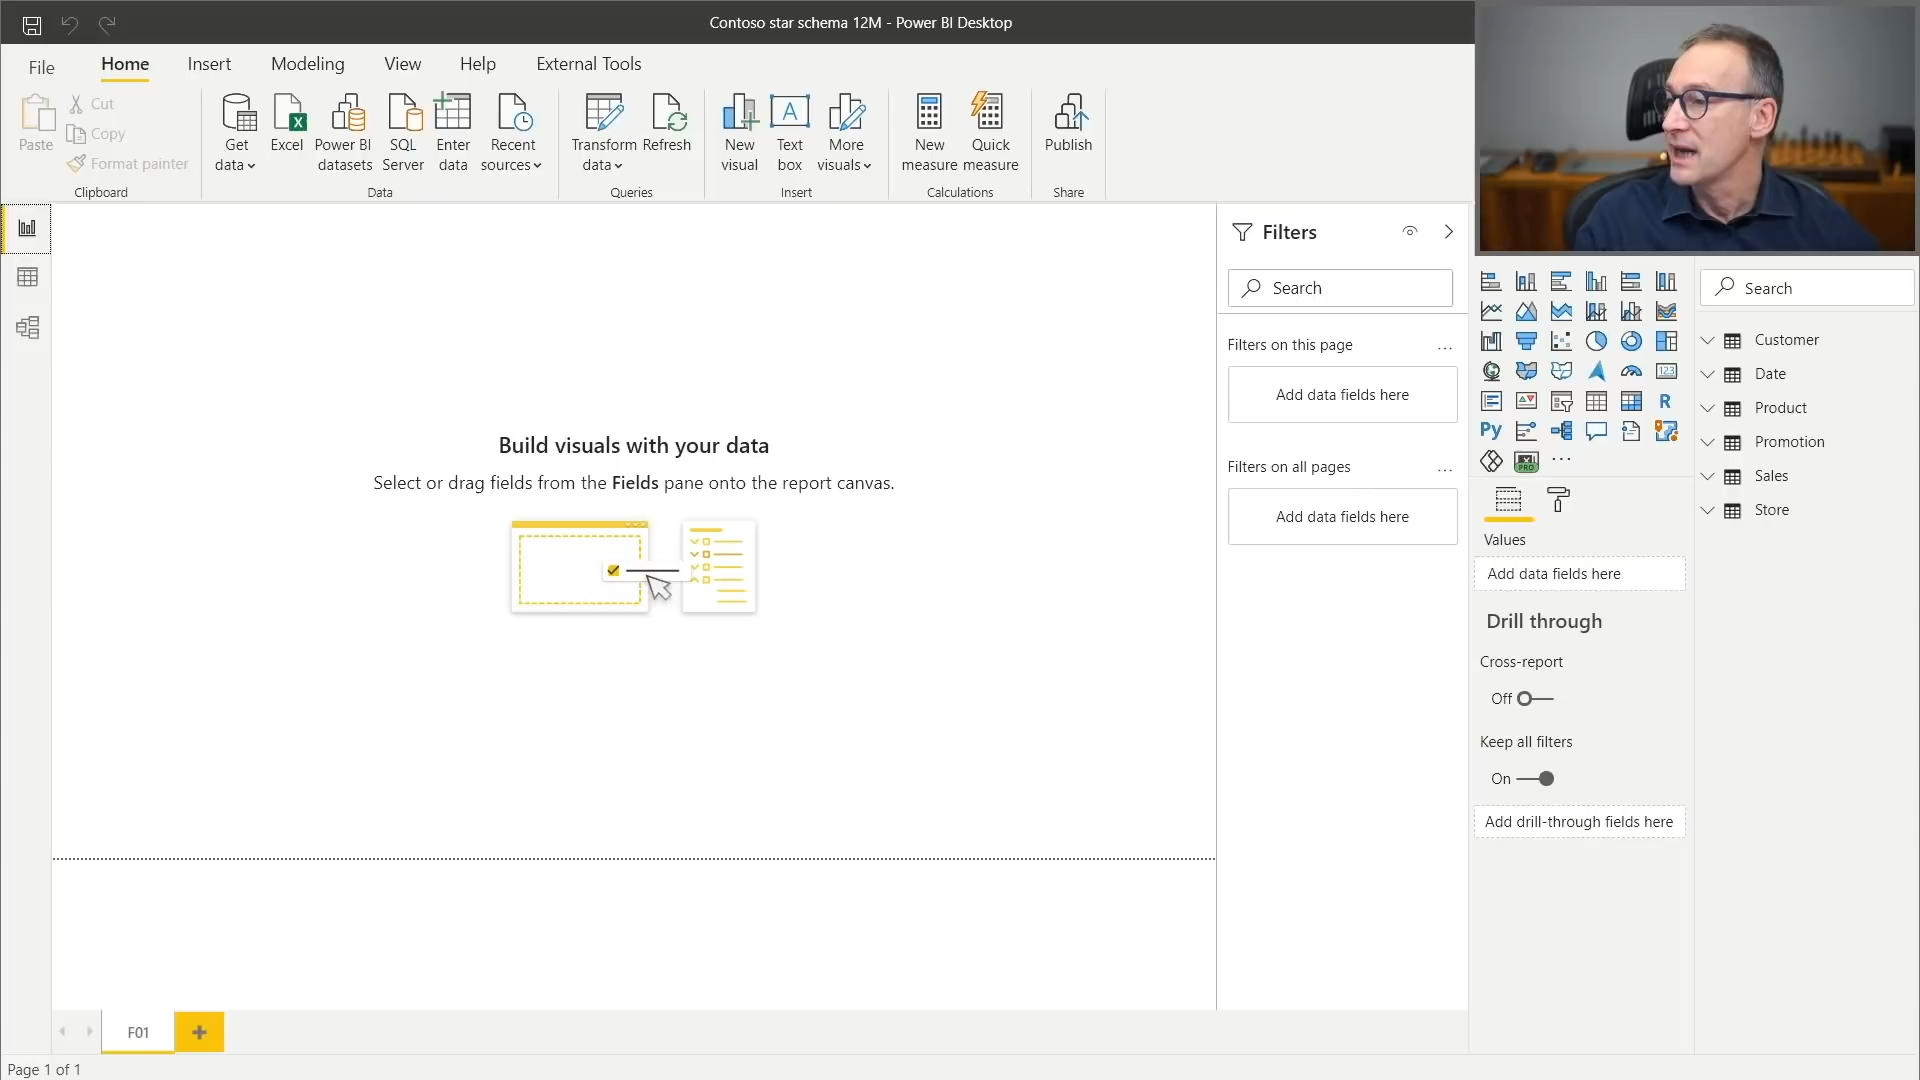 Contoso star schema 12M - Power BI Desktop
File Home Insert Modeling View Help External Tools
Paste
Cut
Copy
Format painter
Clipboard
Get data
Excel
Power BI datasets
SQL Server
Enter data
Recent sources
Data
Transform data
Refresh
Queries
New visual
Text box
More visuals
Insert
New measure
Quick measure
Calculations
Publish
Share
Build visuals with your data
Select or drag fields from the Fields pane onto the report canvas.
Filters
Search
Filters on this page ...
Add data fields here
Filters on all pages ...
Add data fields here
123
R
Py
PRO
...
Values
Add data fields here
Drill through
Cross-report
Off
Keep all filters
On
Add drill-through fields here
Search
Customer
Date
Product
Promotion
Sales
Store
F01
Page 1 of 1